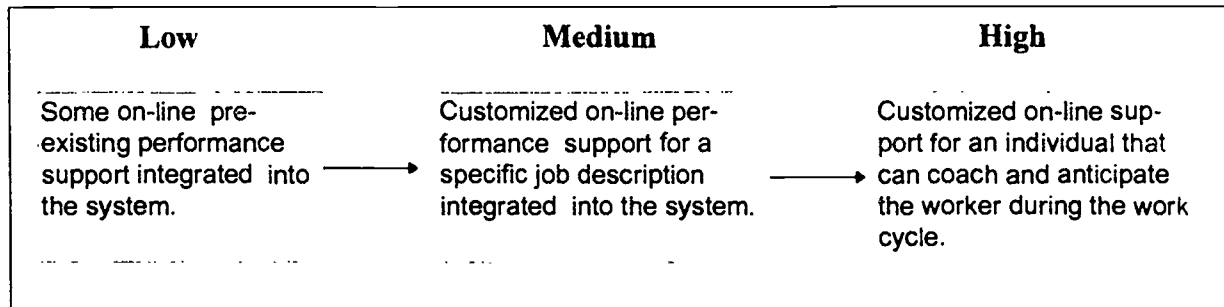 Low
Medium
High
Some on-line pre-
existing performance
support integrated into
the system.
Customized on-line per-
formance support for a
specific job description
integrated into the system.
Customized on-line sup-
port for an individual that
can coach and anticipate
the worker during the work
cycle.